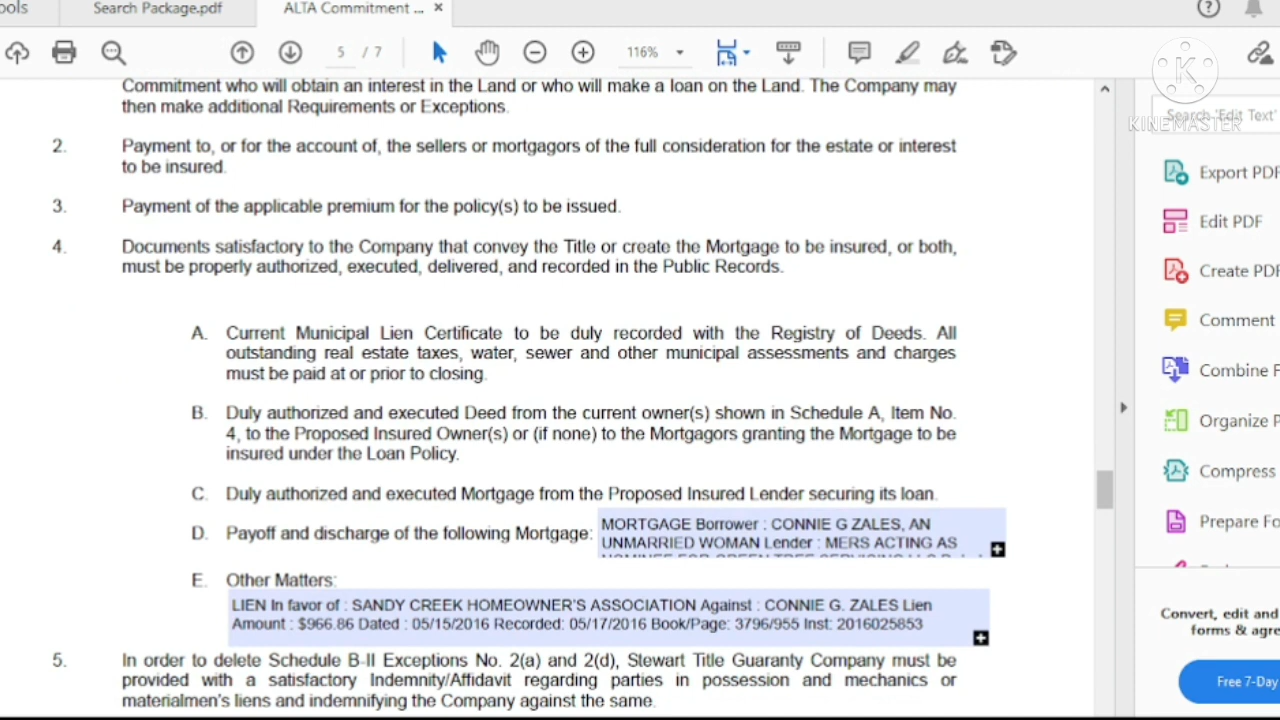 ools
Search Package.pdf
ALTA Commitment ... ×
5 / 7
116%
K
KINEMASTER
Search 'Edit Text'
Commitment who will obtain an interest in the Land or who will make a loan on the Land. The Company may
then make additional Requirements or Exceptions.
2. Payment to, or for the account of, the sellers or mortgagors of the full consideration for the estate or interest
to be insured.
3. Payment of the applicable premium for the policy(s) to be issued.
4. Documents satisfactory to the Company that convey the Title or create the Mortgage to be insured, or both,
must be properly authorized, executed, delivered, and recorded in the Public Records.
A. Current Municipal Lien Certificate to be duly recorded with the Registry of Deeds. All
outstanding real estate taxes, water, sewer and other municipal assessments and charges
must be paid at or prior to closing.
B. Duly authorized and executed Deed from the current owner(s) shown in Schedule A, Item No.
4, to the Proposed Insured Owner(s) or (if none) to the Mortgagors granting the Mortgage to be
insured under the Loan Policy.
C. Duly authorized and executed Mortgage from the Proposed Insured Lender securing its loan.
D. Payoff and discharge of the following Mortgage:
MORTGAGE Borrower : CONNIE G ZALES, AN
UNMARRIED WOMAN Lender : MERS ACTING AS
E. Other Matters:
LIEN In favor of : SANDY CREEK HOMEOWNER'S ASSOCIATION Against : CONNIE G. ZALES Lien
Amount : $966.86 Dated : 05/15/2016 Recorded: 05/17/2016 Book/Page: 3796/955 Inst: 2016025853
5. In order to delete Schedule B-II Exceptions No. 2(a) and 2(d), Stewart Title Guaranty Company must be
provided with a satisfactory Indemnity/Affidavit regarding parties in possession and mechanics or
materialmen's liens and indemnifying the Company against the same.
Export PDF
Edit PDF
Create PDF
Comment
Combine F
Organize P
Compress
Prepare Fo
Convert, edit and
forms & agre
Free 7-Day